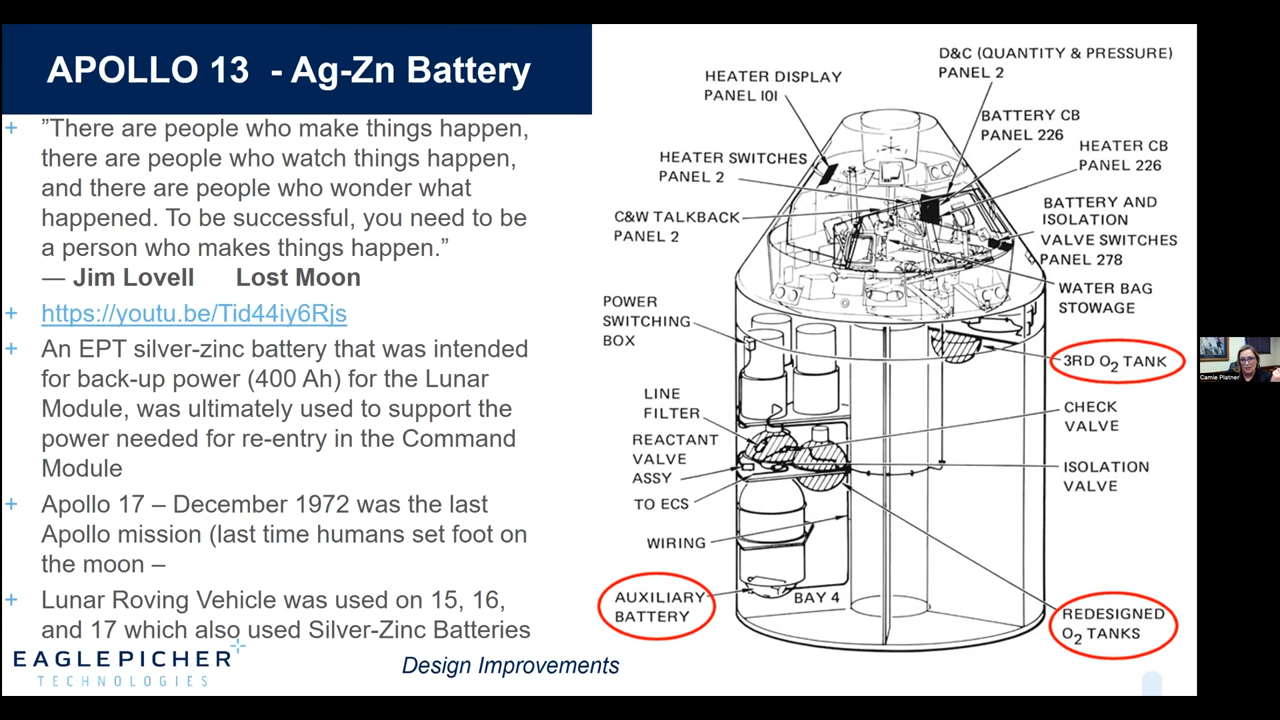 APOLLO 13 - Ag-Zn Battery
”There are people who make things happen,
there are people who watch things happen,
and there are people who wonder what
happened. To be successful, you need to be
a person who makes things happen.”
— Jim Lovell Lost Moon
https://youtu.be/Tid44iy6Rjs
An EPT silver-zinc battery that was intended
for back-up power (400 Ah) for the Lunar
Module, was ultimately used to support the
power needed for re-entry in the Command
Module
Apollo 17 – December 1972 was the last
Apollo mission (last time humans set foot on
the moon –
Lunar Roving Vehicle was used on 15, 16,
and 17 which also used Silver-Zinc Batteries
EAGLEPICHER
TECHNOLOGIES
Design Improvements
D&C (QUANTITY & PRESSURE)
PANEL 2
HEATER DISPLAY
PANEL 101
BATTERY CB
PANEL 226
HEATER CB
PANEL 226
HEATER SWITCHES
PANEL 2
BATTERY AND
ISOLATION
VALVE SWITCHES
PANEL 278
C&W TALKBACK
PANEL 2
WATER BAG
STOWAGE
POWER
SWITCHING
BOX
3RD O2 TANK
LINE
FILTER
CHECK
VALVE
REACTANT
VALVE
ASSY
ISOLATION
VALVE
TO ECS
WIRING
AUXILIARY
BATTERY
BAY 4
REDESIGNED
O2 TANKS
Camie Platner